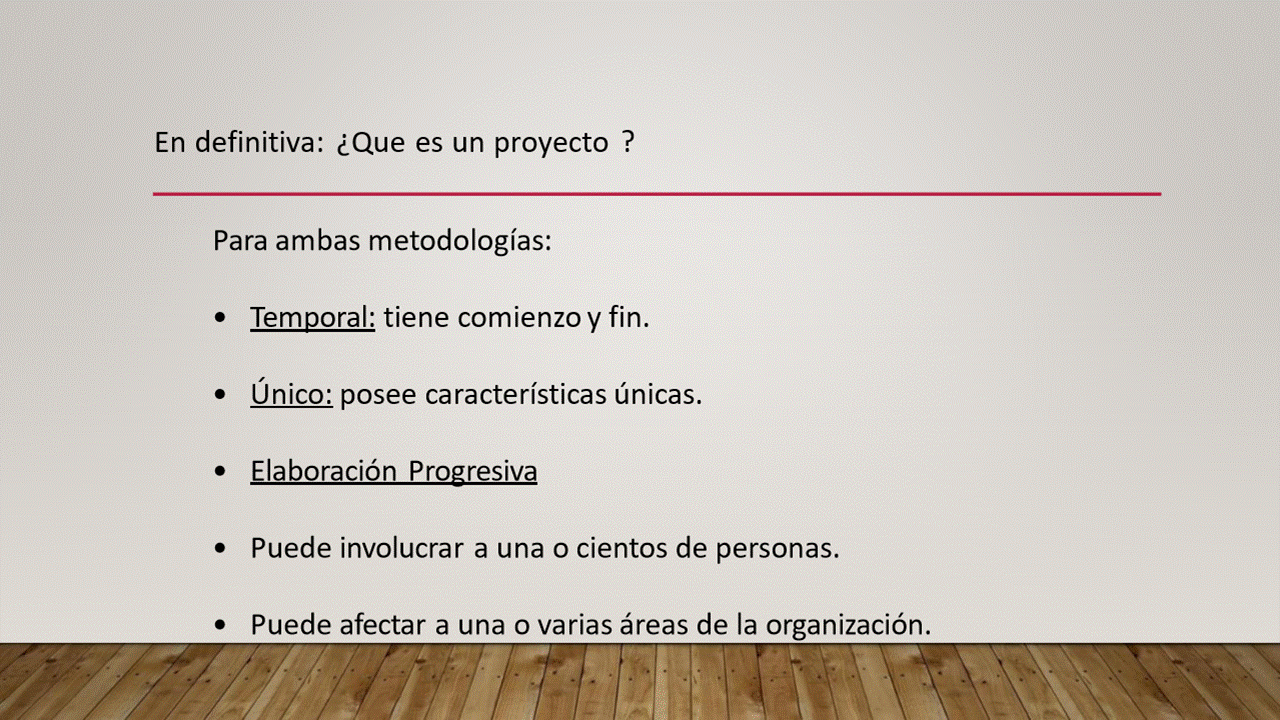 En definitiva: ¿Que es un proyecto ?
Para ambas metodologías:
• Temporal: tiene comienzo y fin.
• Único: posee características únicas.
• Elaboración Progresiva
• Puede involucrar a una o cientos de personas.
• Puede afectar a una o varias áreas de la organización.